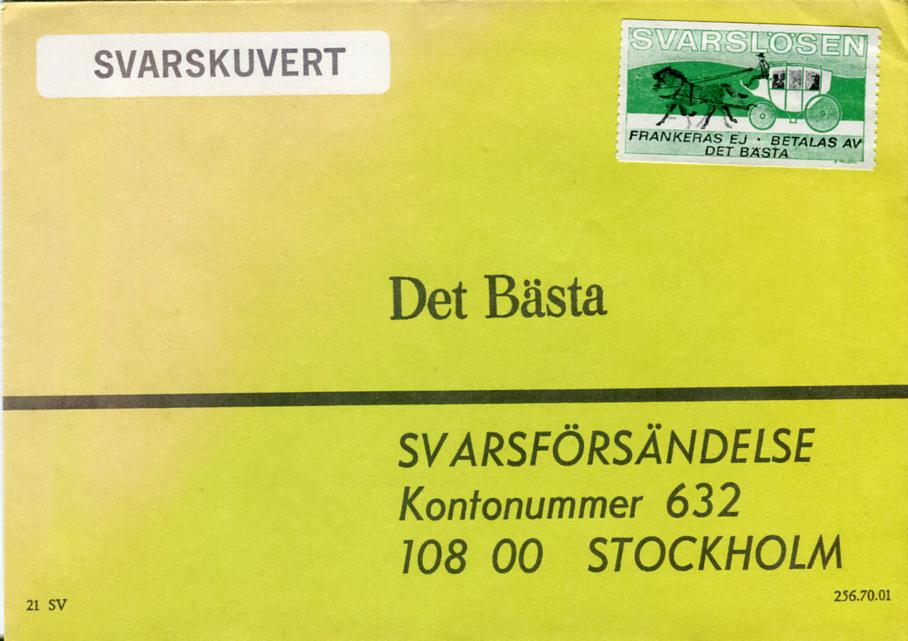 SVARSKUVERT
SVARSLÖSEN
FRANKERAS EJ · BETALAS AV
DET BÄSTA
Det Bästa
SVARSFÖRSÄNDELSE
Kontonummer 632
108 00 STOCKHOLM
21 SV
256.70.01